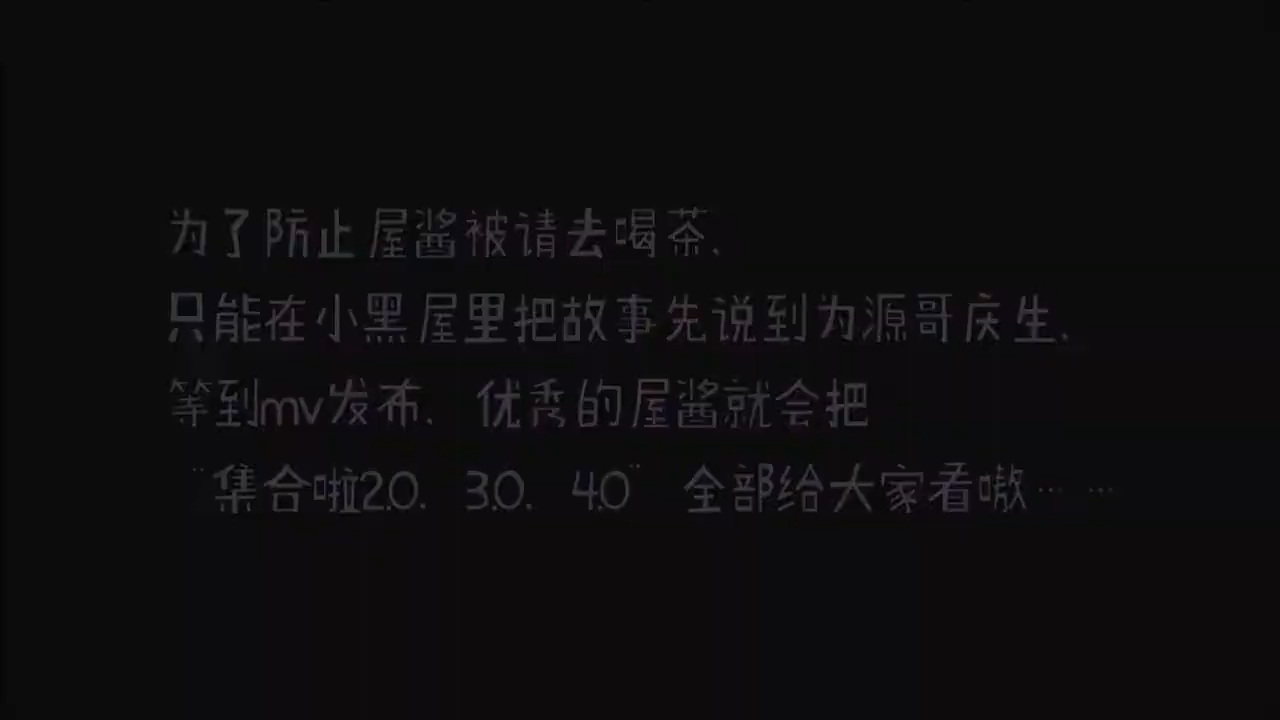 为了防止屋酱被请去喝茶，
只能在小黑屋里把故事先说到为源哥庆生，
等到mv发布，优秀的屋酱就会把
“集合啦2.0，3.0，4.0”全部给大家看嗷……